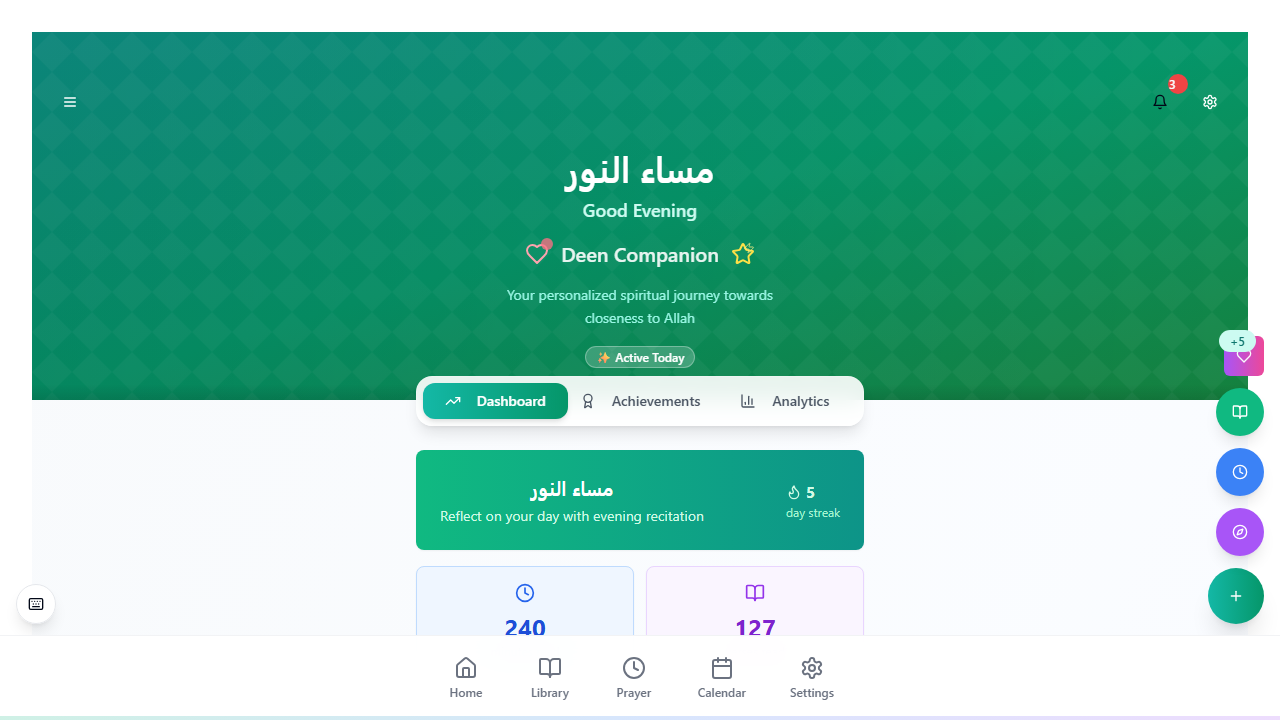 3
مساء النور
Good Evening
Deen Companion
Your personalized spiritual journey towards
closeness to Allah
✨ Active Today
+5
Dashboard
Achievements
Analytics
مساء النور
Reflect on your day with evening recitation
5
day streak
240
127
Home
Library
Prayer
Calendar
Settings